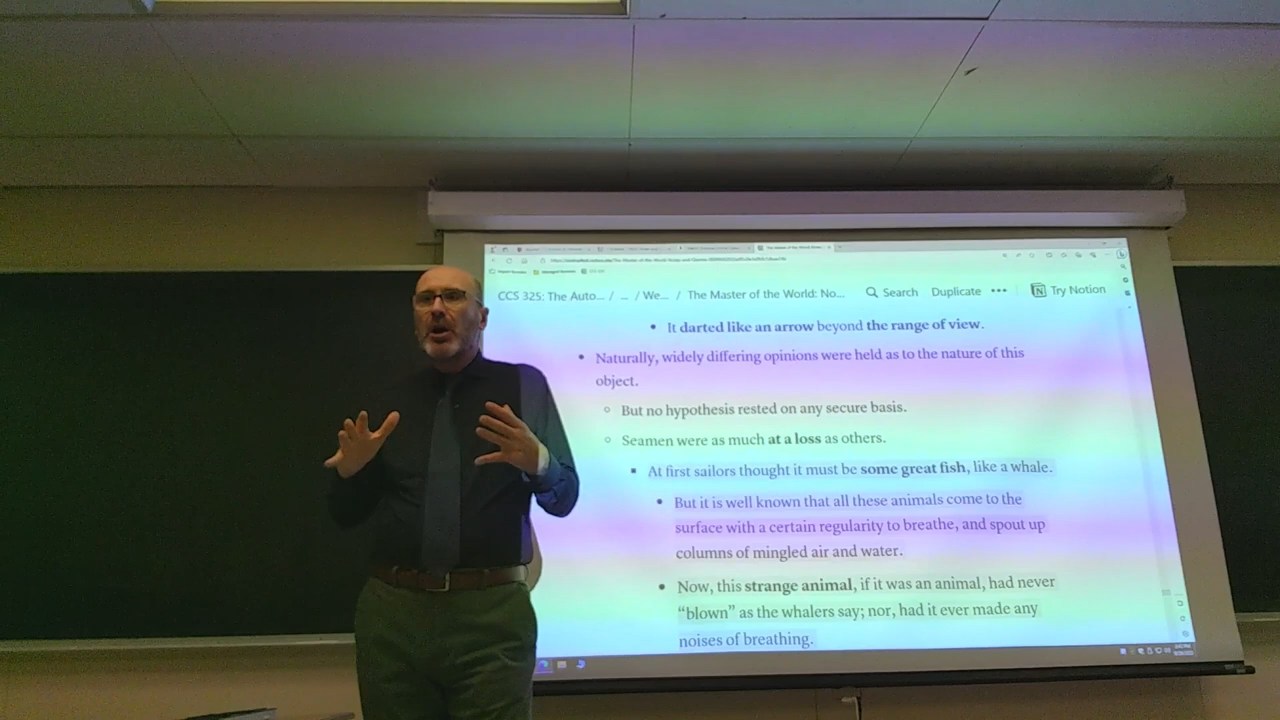 CCS 325: The Auto... / ... / We... / The Master of the World: No... Search Duplicate ••• Try Notion
• It darted like an arrow beyond the range of view.
• Naturally, widely differing opinions were held as to the nature of this
object.
○ But no hypothesis rested on any secure basis.
○ Seamen were as much at a loss as others.
▪ At first sailors thought it must be some great fish, like a whale.
• But it is well known that all these animals come to the
surface with a certain regularity to breathe, and spout up
columns of mingled air and water.
• Now, this strange animal, if it was an animal, had never
“blown” as the whalers say; nor, had it ever made any
noises of breathing.